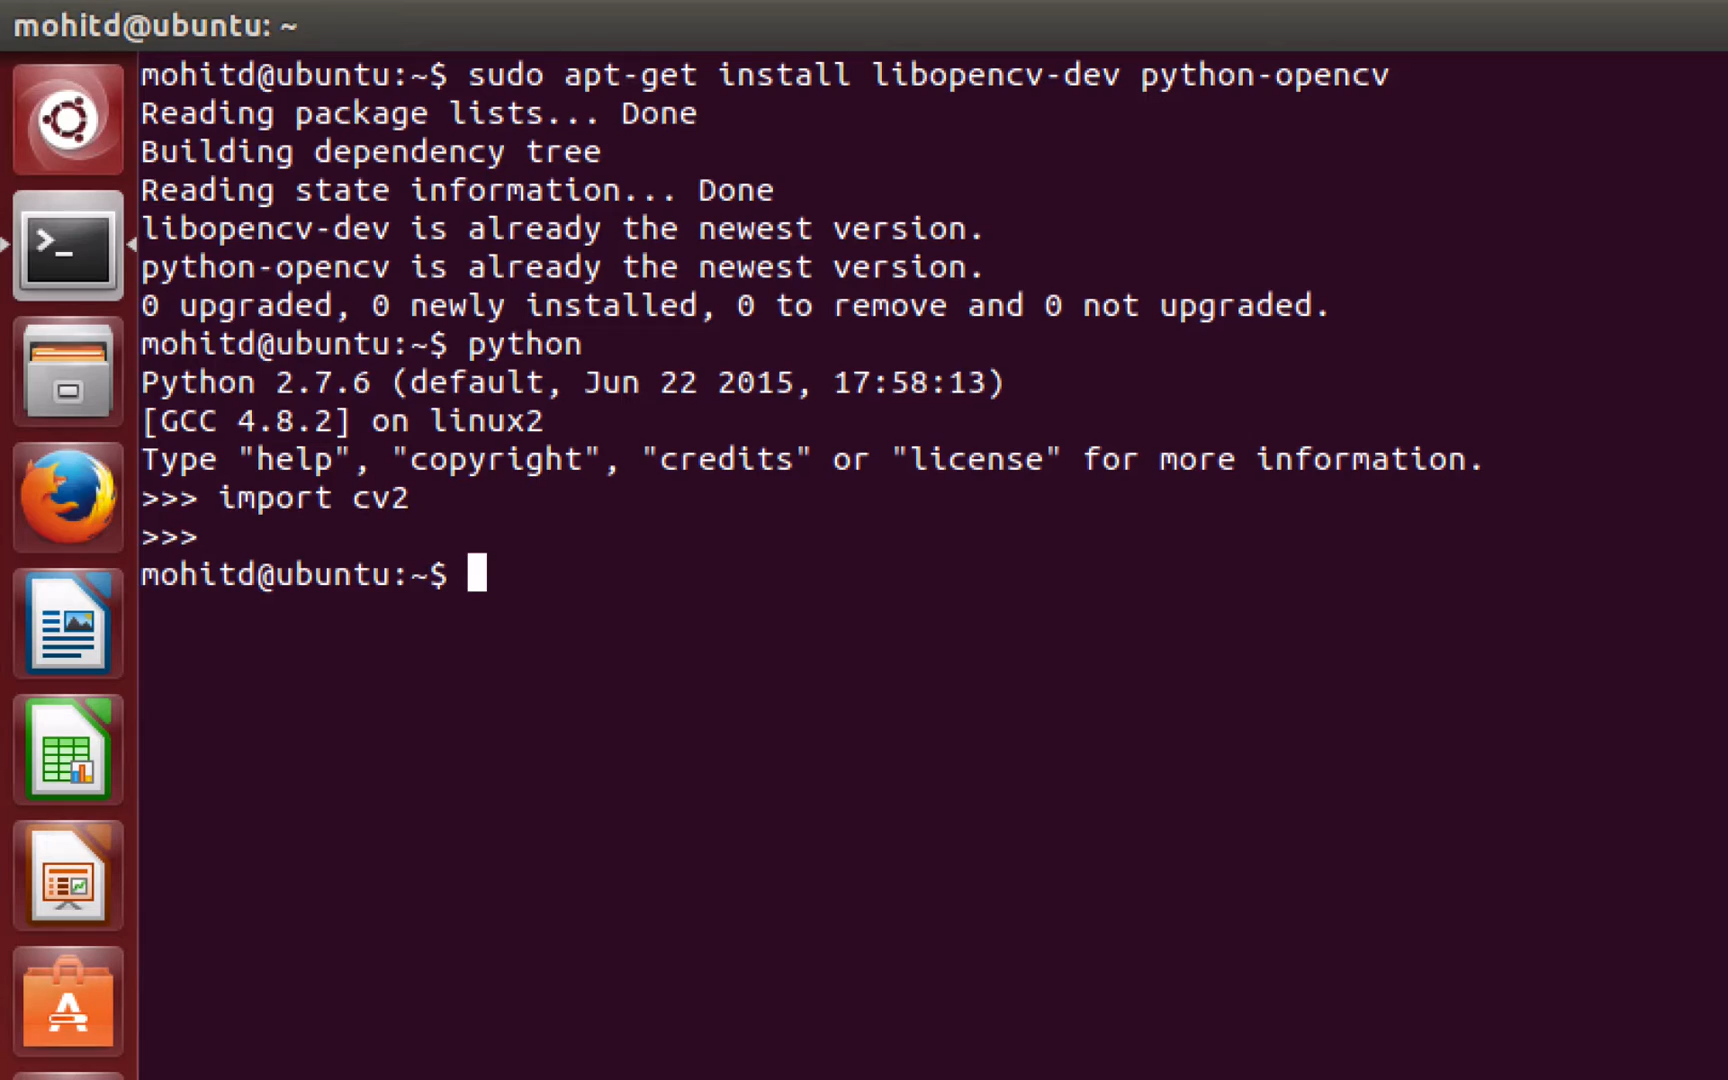 mohitd@ubuntu: ~
mohitd@ubuntu:~$ sudo apt-get install libopencv-dev python-opencv
Reading package lists... Done
Building dependency tree
Reading state information... Done
libopencv-dev is already the newest version.
python-opencv is already the newest version.
0 upgraded, 0 newly installed, 0 to remove and 0 not upgraded.
mohitd@ubuntu:~$ python
Python 2.7.6 (default, Jun 22 2015, 17:58:13)
[GCC 4.8.2] on linux2
Type "help", "copyright", "credits" or "license" for more information.
>>> import cv2
>>>
mohitd@ubuntu:~$